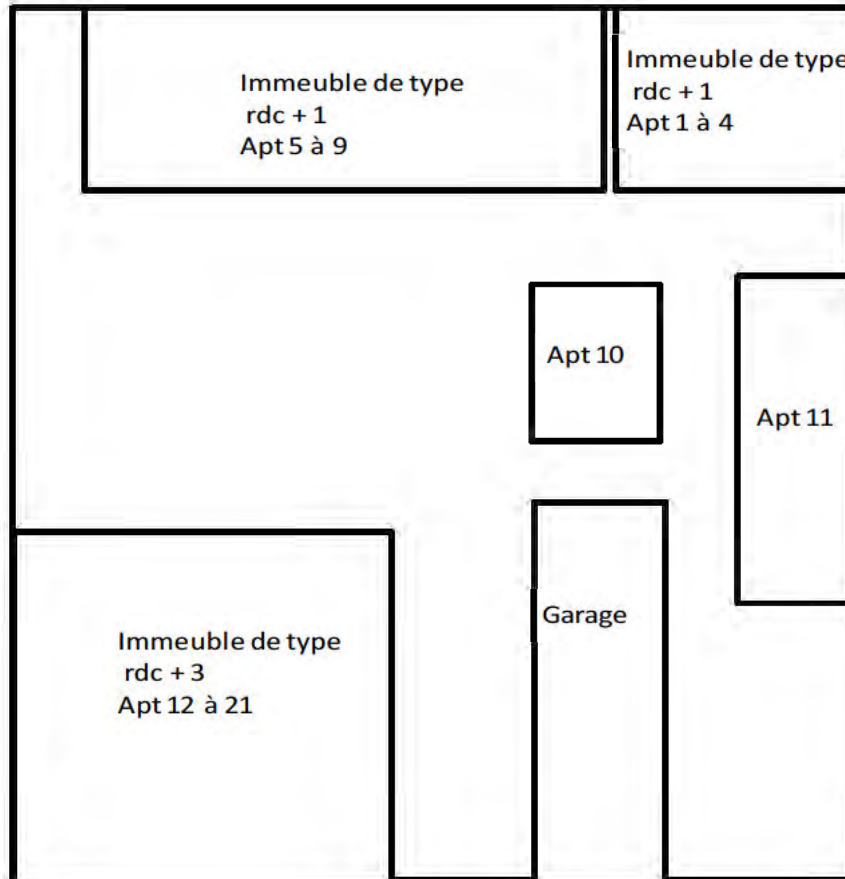 Immeuble de type
rdc + 1
Apt 5 à 9
Immeuble de type
rdc + 1
Apt 1 à 4
Apt 10
Apt 11
Garage
Immeuble de type
rdc + 3
Apt 12 à 21